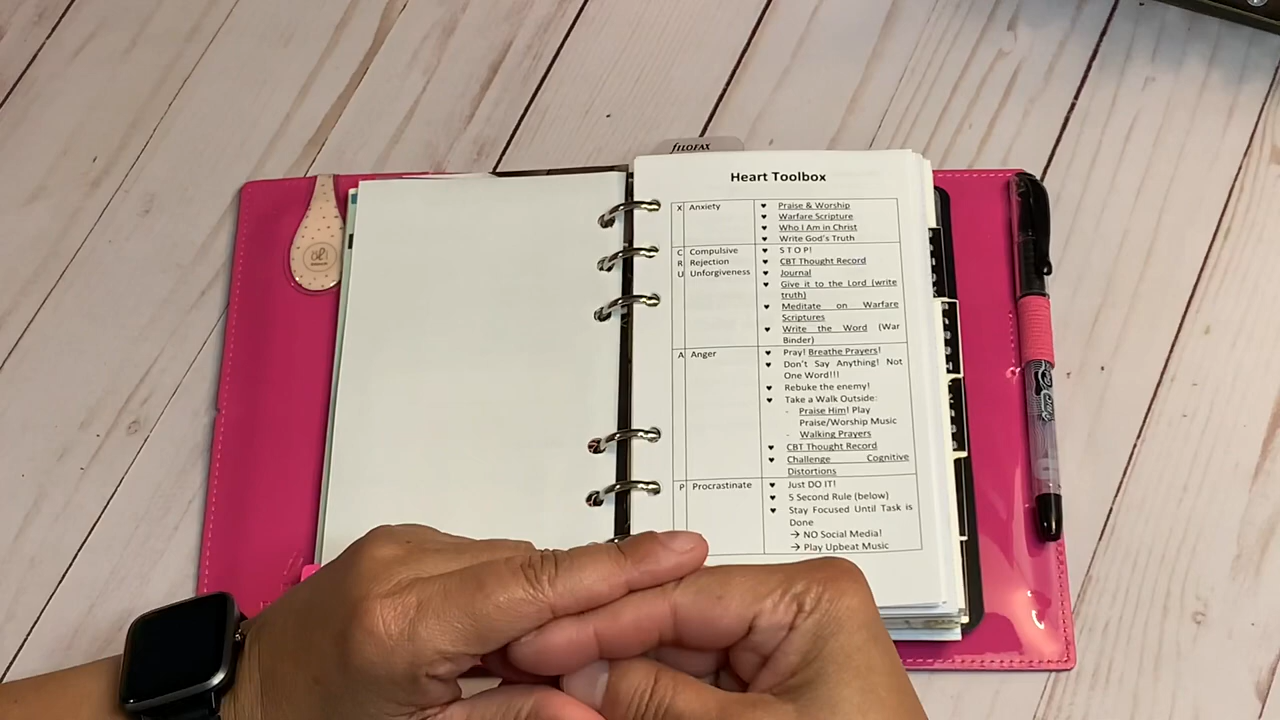 FILOFAX
Heart Toolbox
X Anxiety
♥ Praise & Worship
♥ Warfare Scripture
♥ Who I Am in Christ
♥ Write God's Truth
C Compulsive
R Rejection
U Unforgiveness
♥ S T O P!
♥ CBT Thought Record
♥ Journal
♥ Give it to the Lord (write
truth)
♥ Meditate on Warfare
Scriptures
♥ Write the Word (War
Binder)
A Anger
♥ Pray! Breathe Prayers!
♥ Don't Say Anything! Not
One Word!!!
♥ Rebuke the enemy!
♥ Take a Walk Outside:
- Praise Him! Play
Praise/Worship Music
- Walking Prayers
♥ CBT Thought Record
♥ Challenge Cognitive
Distortions
P Procrastinate
♥ Just DO IT!
♥ 5 Second Rule (below)
♥ Stay Focused Until Task is
Done
→ NO Social Media!
→ Play Upbeat Music
BIC